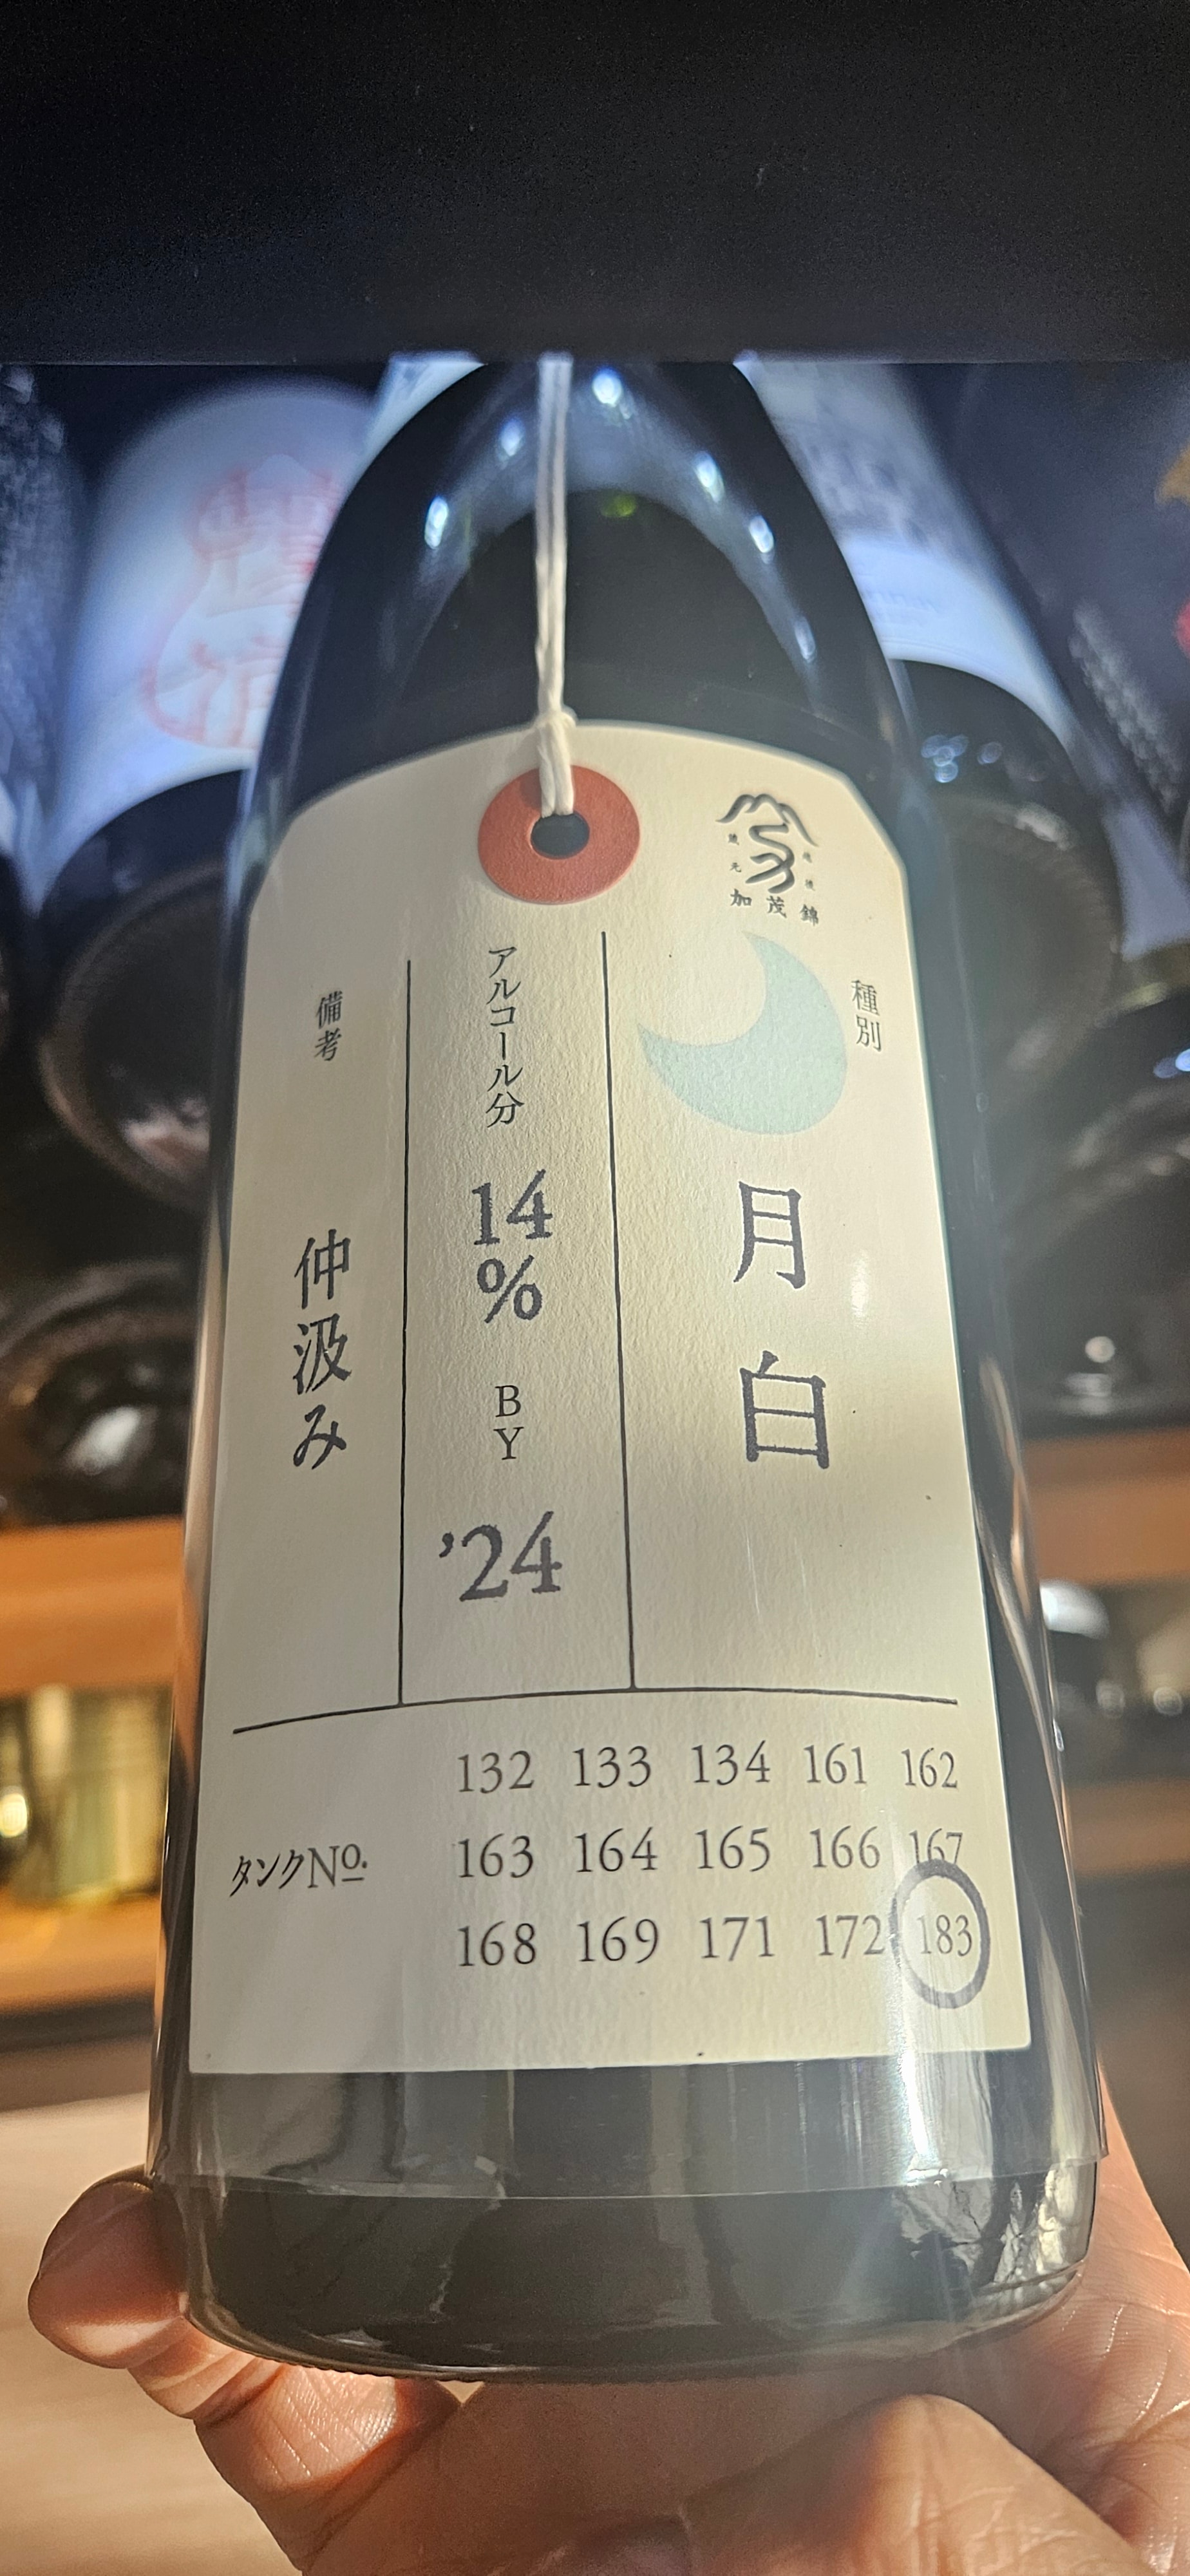 越後
蔵元
加茂錦
種別
月白
アルコール分
14
%
BY
’24
備考
仲汲み
タンクNo.
132 133 134 161 162
163 164 165 166 167
168 169 171 172 183